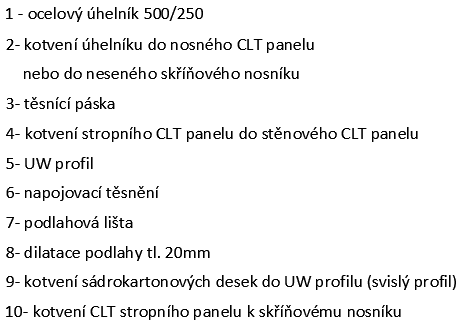 1 - ocelový úhelník 500/250
2- kotvení úhelníku do nosného CLT panelu
nebo do neseného skříňového nosníku
3- těsnící páska
4- kotvení stropního CLT panelu do stěnového CLT panelu
5- UW profil
6- napojovací těsnění
7- podlahová lišta
8- dilatace podlahy tl. 20mm
9- kotvení sádrokartonových desek do UW profilu (svislý profil)
10- kotvení CLT stropního panelu k skříňovému nosníku